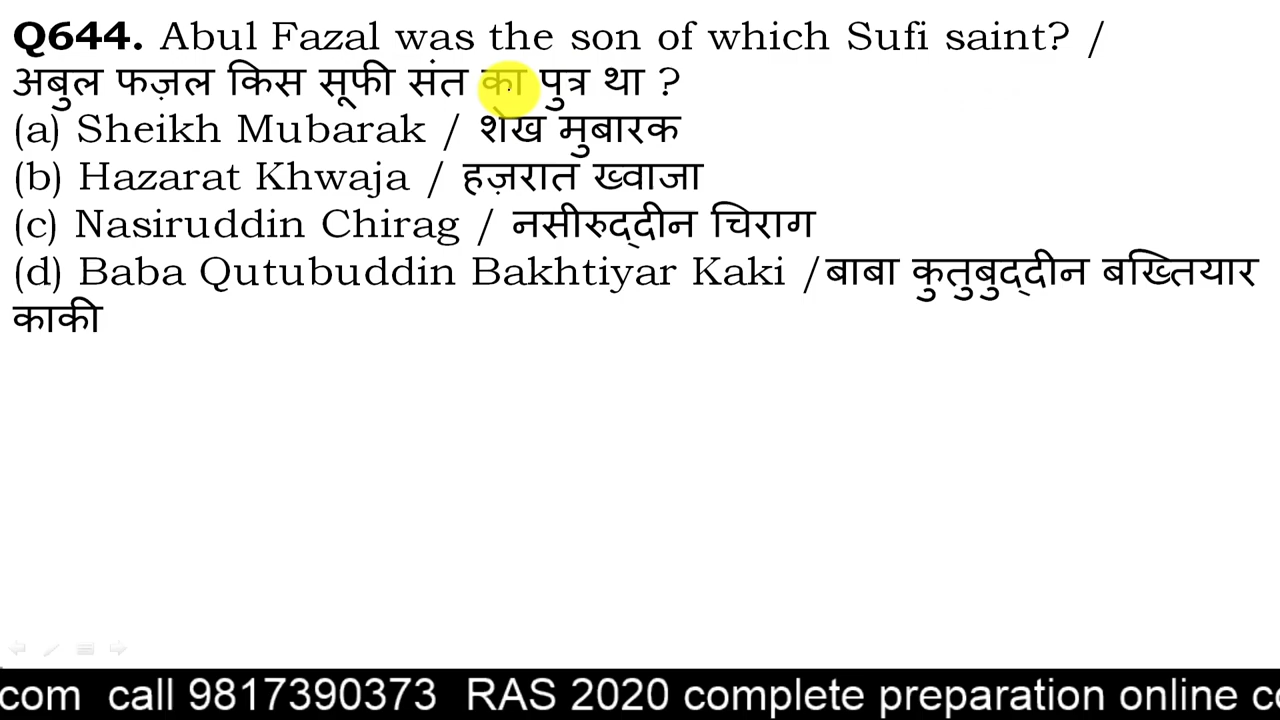 Q644. Abul Fazal was the son of which Sufi saint? /
अबुल फज़ल किस सूफी संत का पुत्र था ?
(a) Sheikh Mubarak / शेख मुबारक
(b) Hazarat Khwaja / हज़रात ख्वाजा
(c) Nasiruddin Chirag / नसीरुद्दीन चिराग
(d) Baba Qutubuddin Bakhtiyar Kaki /बाबा कुतुबुद्दीन बख्तियार
काकी
com call 9817390373 RAS 2020 complete preparation online